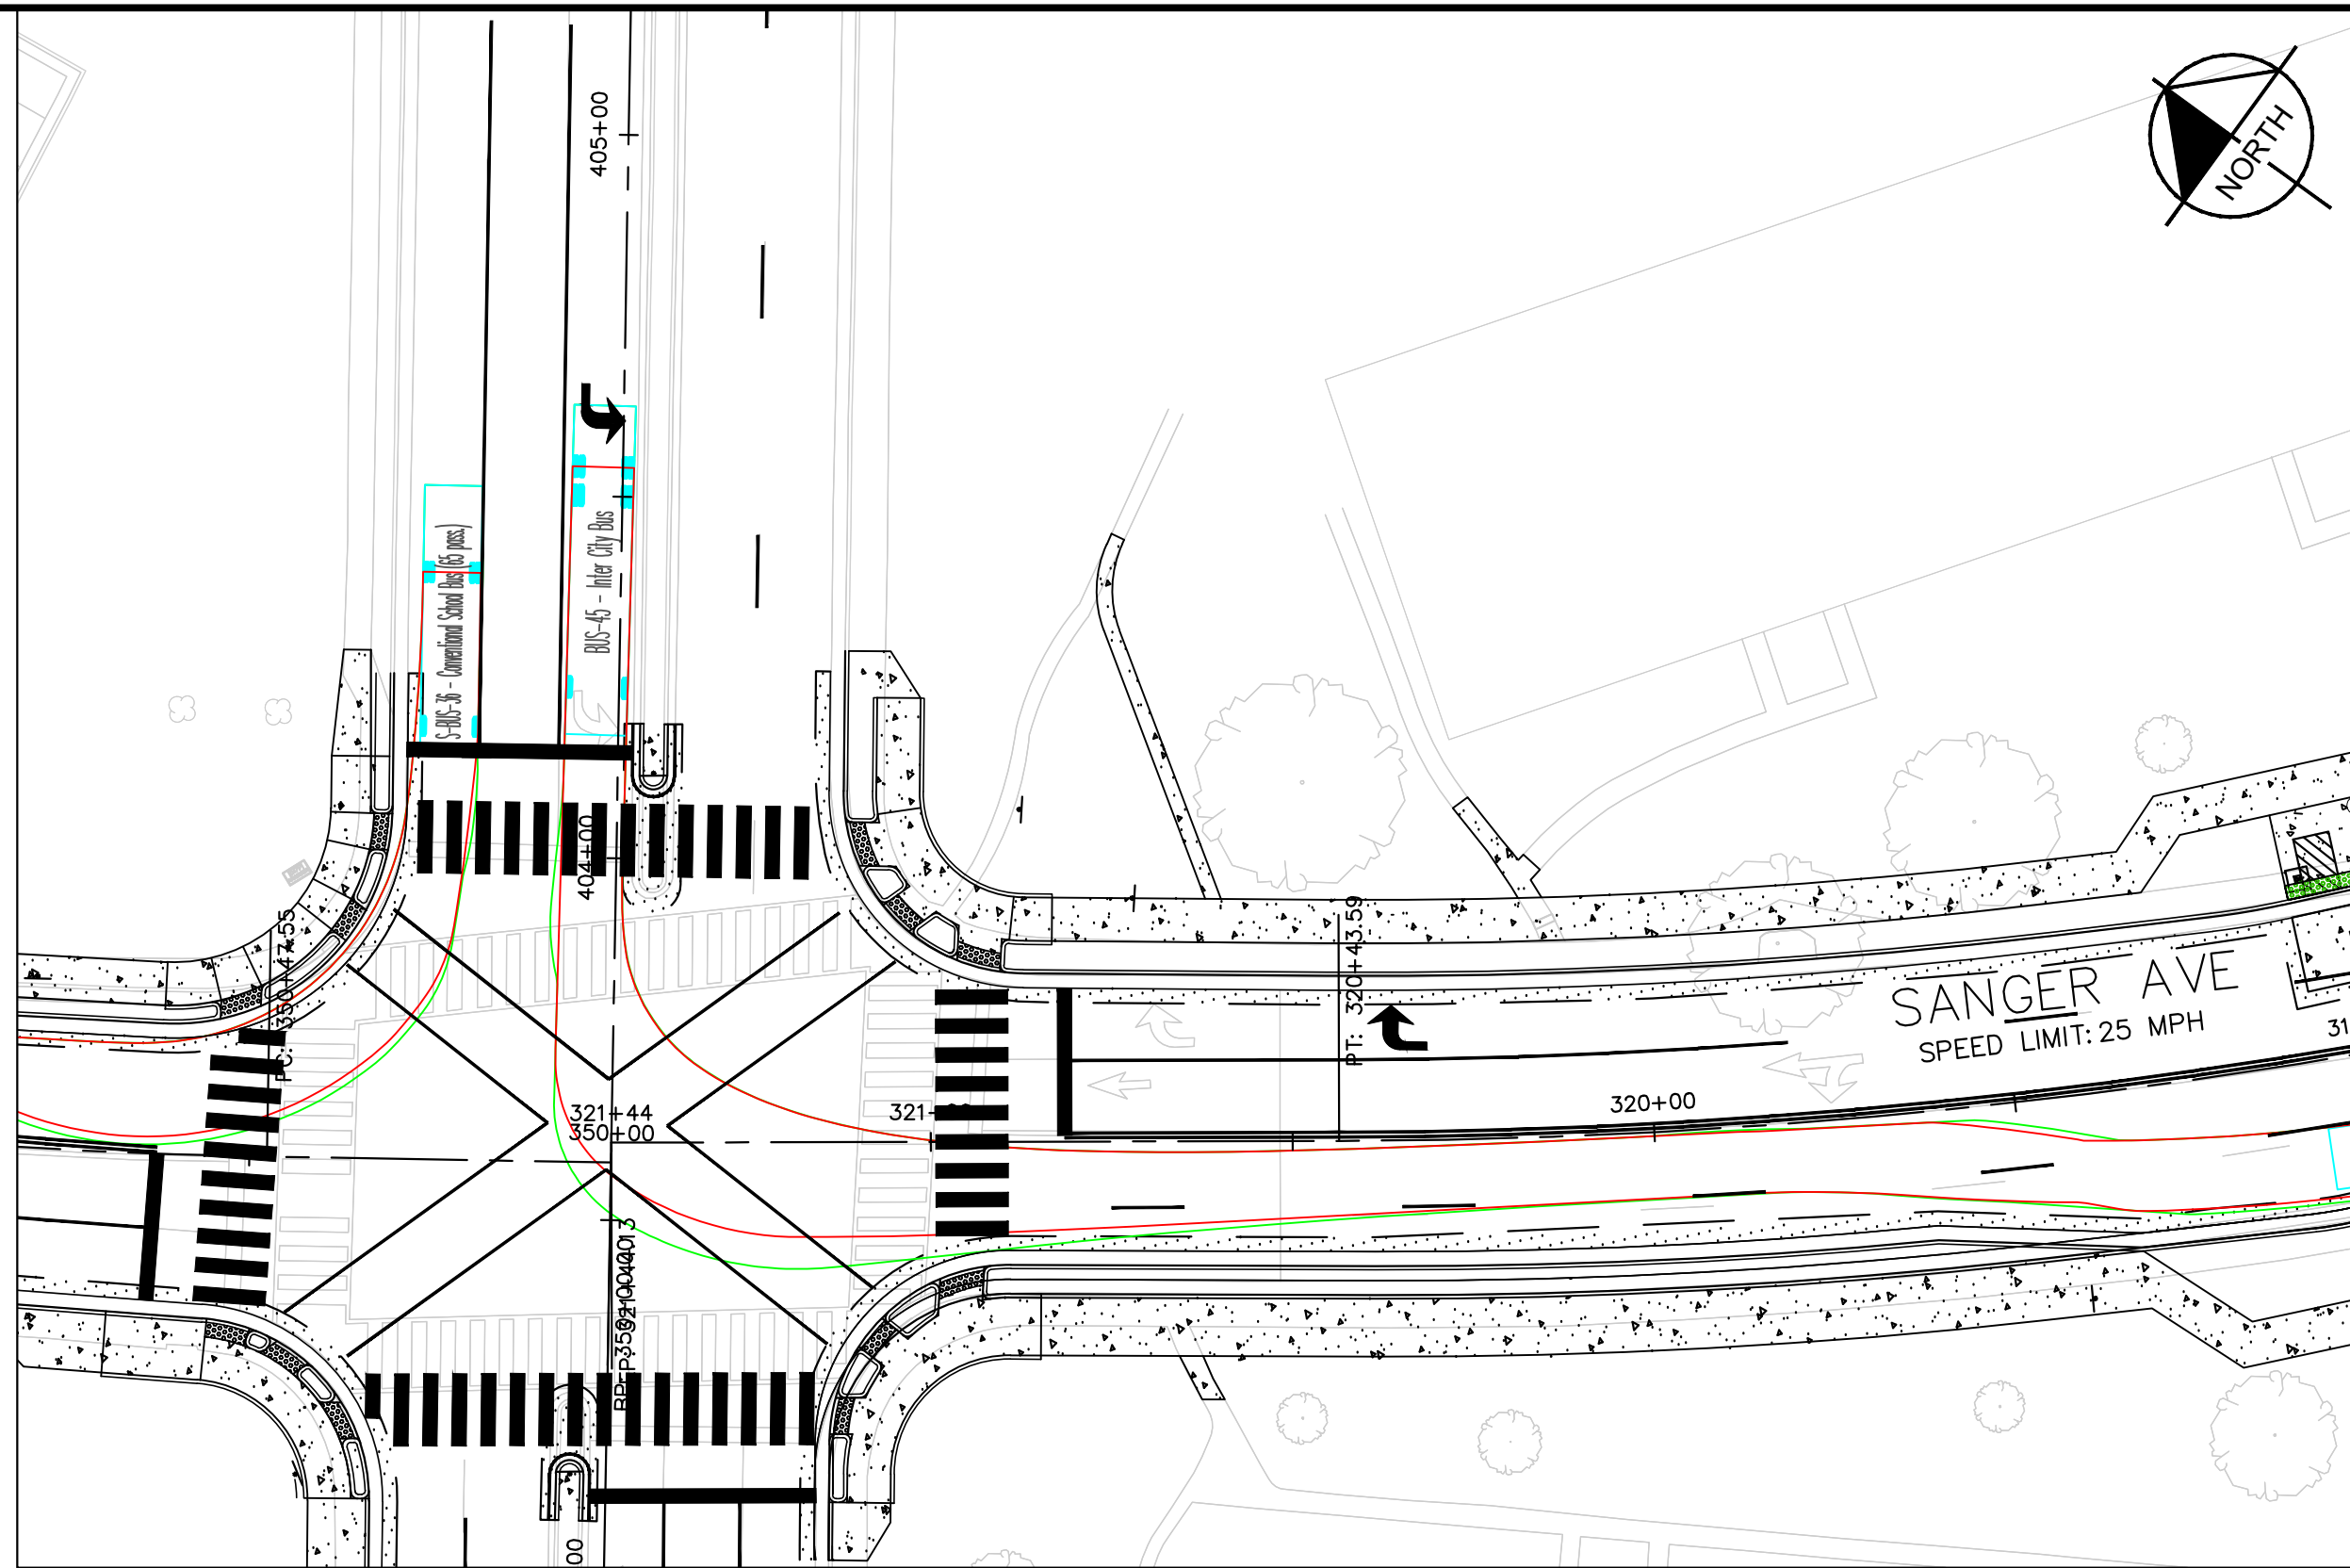 405+00
NORTH
S-BUS-36 - Conventional School Bus (65 pass.)
BUS-45 - Inter City Bus
404+00
PC: 350+47.55
PT: 320+43.59
SANGER AVE
SPEED LIMIT: 25 MPH
31
320+00
321+44
350+00
321+
00